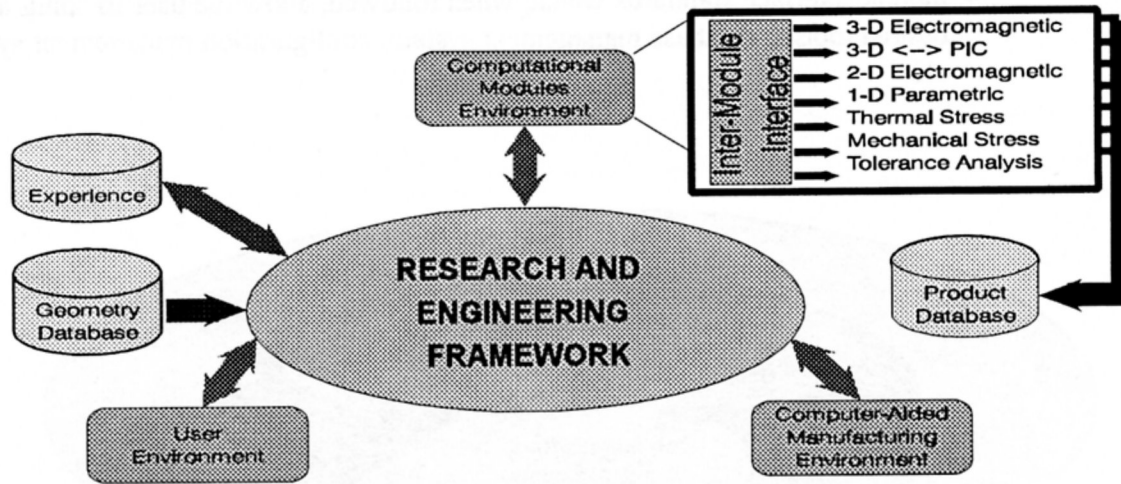 Computational
Modules
Environment
Inter-Module
Interface
3-D Electromagnetic
3-D <--> PIC
2-D Electromagnetic
1-D Parametric
Thermal Stress
Mechanical Stress
Tolerance Analysis
Experience
Geometry
Database
RESEARCH AND
ENGINEERING
FRAMEWORK
Product
Database
User
Environment
Computer-Aided
Manufacturing
Environment